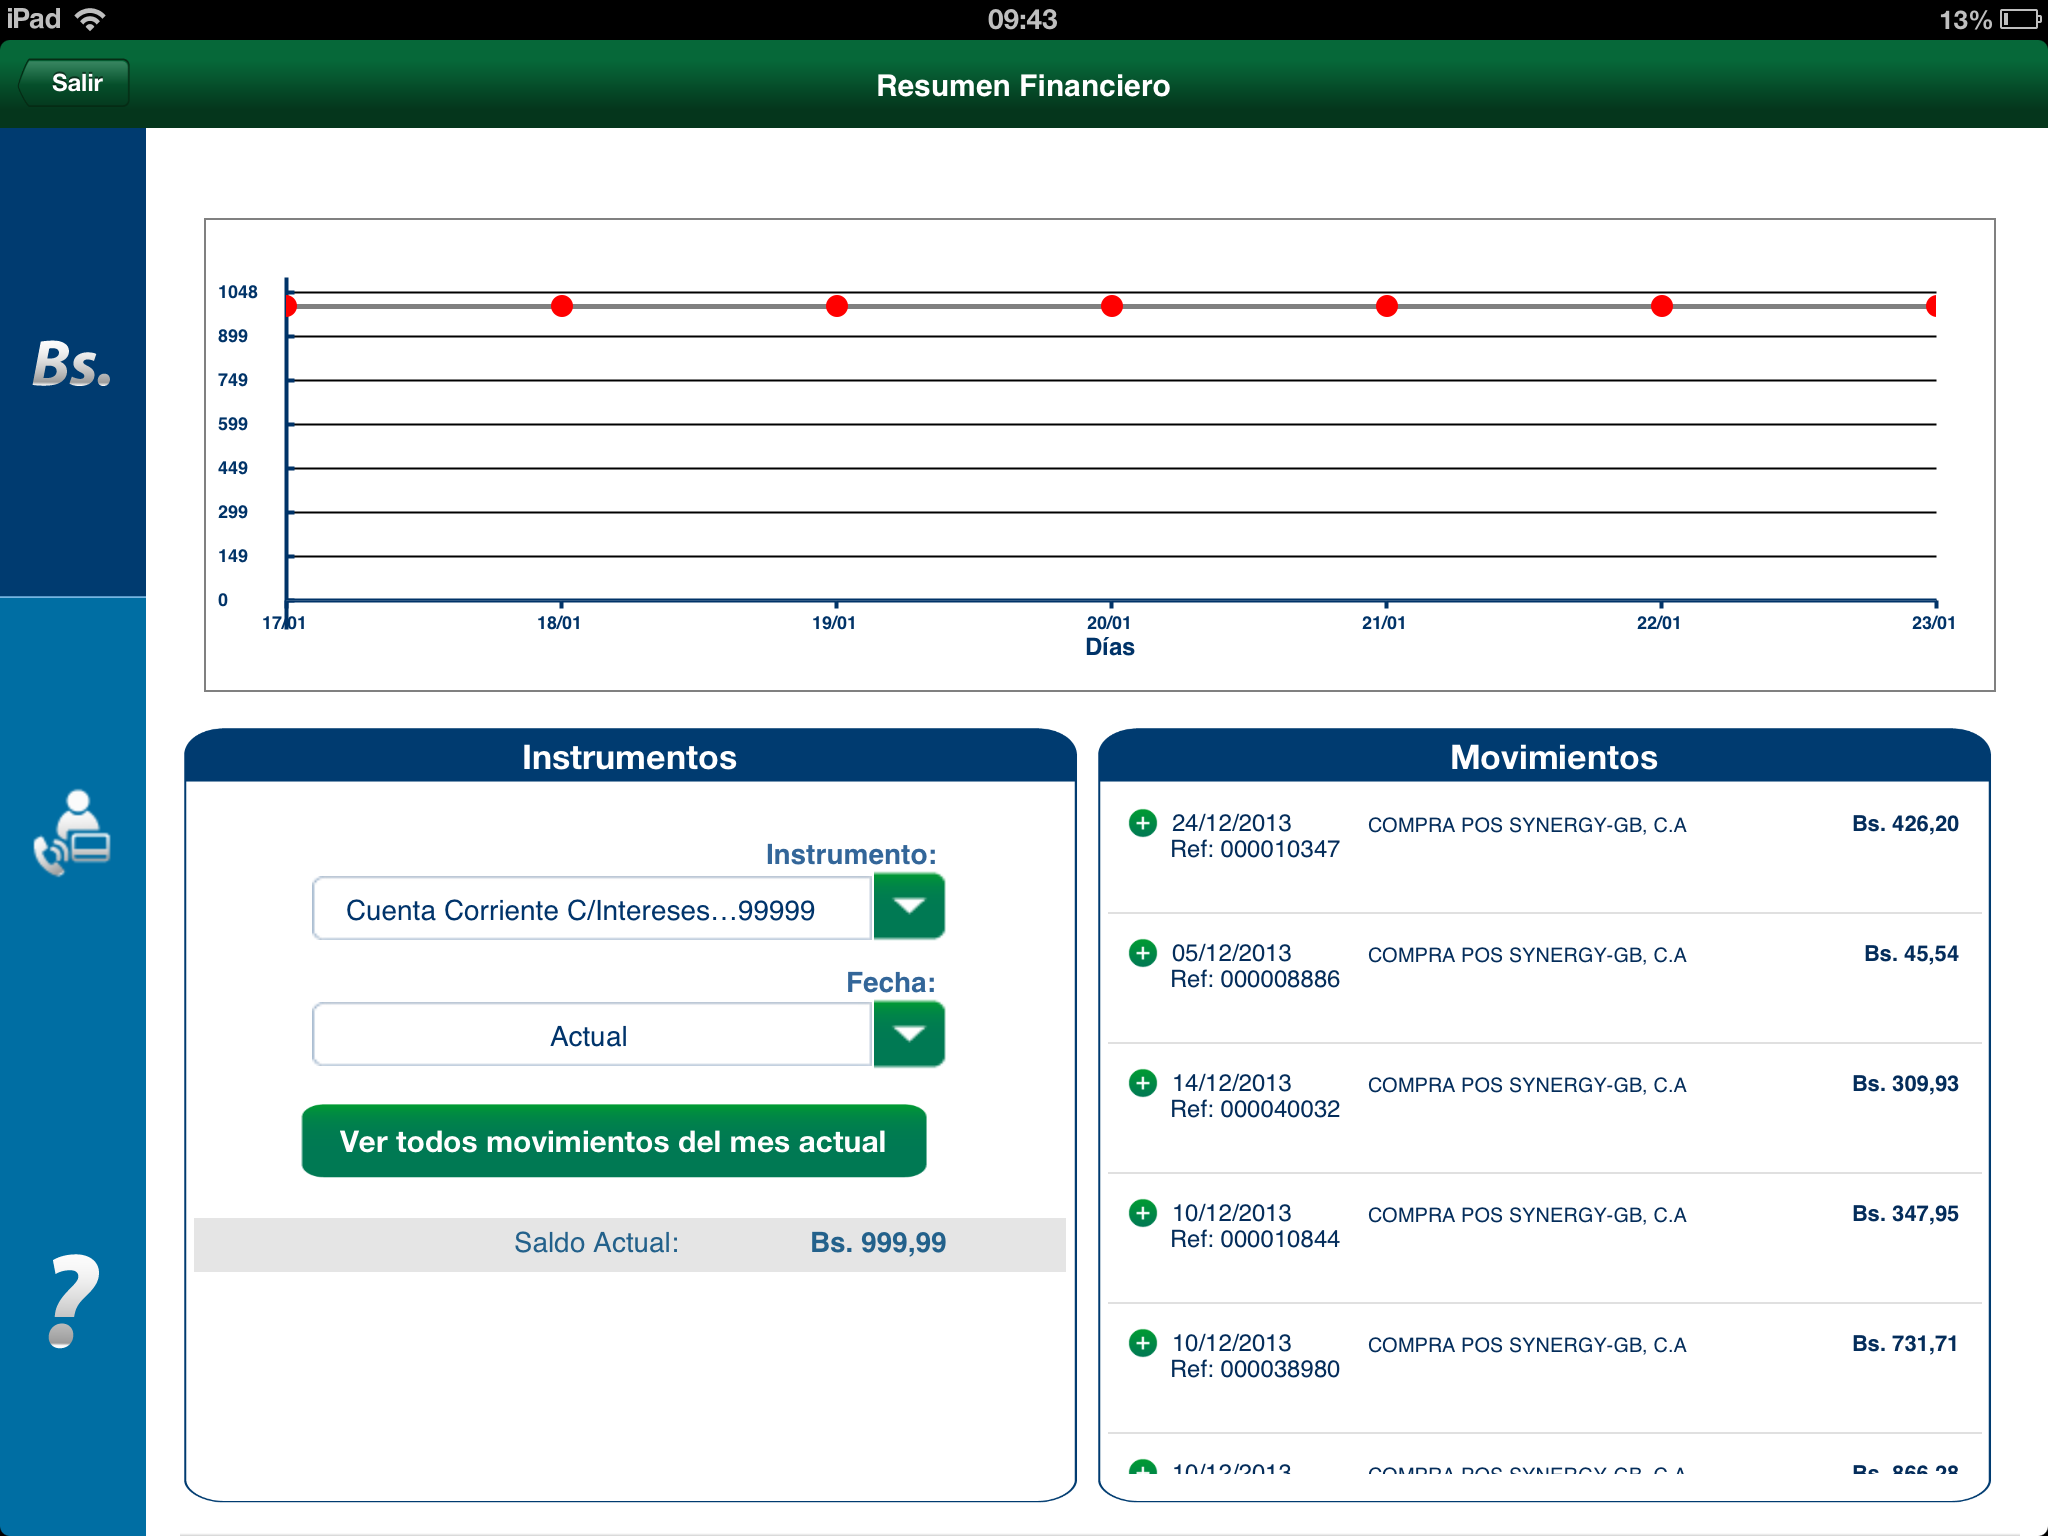 iPad 09:43 13%
Salir
Resumen Financiero
Bs.
1048
899
749
599
449
299
149
0
17/01 18/01 19/01 20/01 21/01 22/01 23/01
Días
Instrumentos
Instrumento:
Cuenta Corriente C/Intereses...99999
Fecha:
Actual
Ver todos movimientos del mes actual
Saldo Actual: Bs. 999,99
?
Movimientos
24/12/2013 COMPRA POS SYNERGY-GB, C.A Bs. 426,20
Ref: 000010347
05/12/2013 COMPRA POS SYNERGY-GB, C.A Bs. 45,54
Ref: 000008886
14/12/2013 COMPRA POS SYNERGY-GB, C.A Bs. 309,93
Ref: 000040032
10/12/2013 COMPRA POS SYNERGY-GB, C.A Bs. 347,95
Ref: 000010844
10/12/2013 COMPRA POS SYNERGY-GB, C.A Bs. 731,71
Ref: 000038980
10/12/2013 COMPRA POS SYNERGY-GB, C.A Bs. 866,28